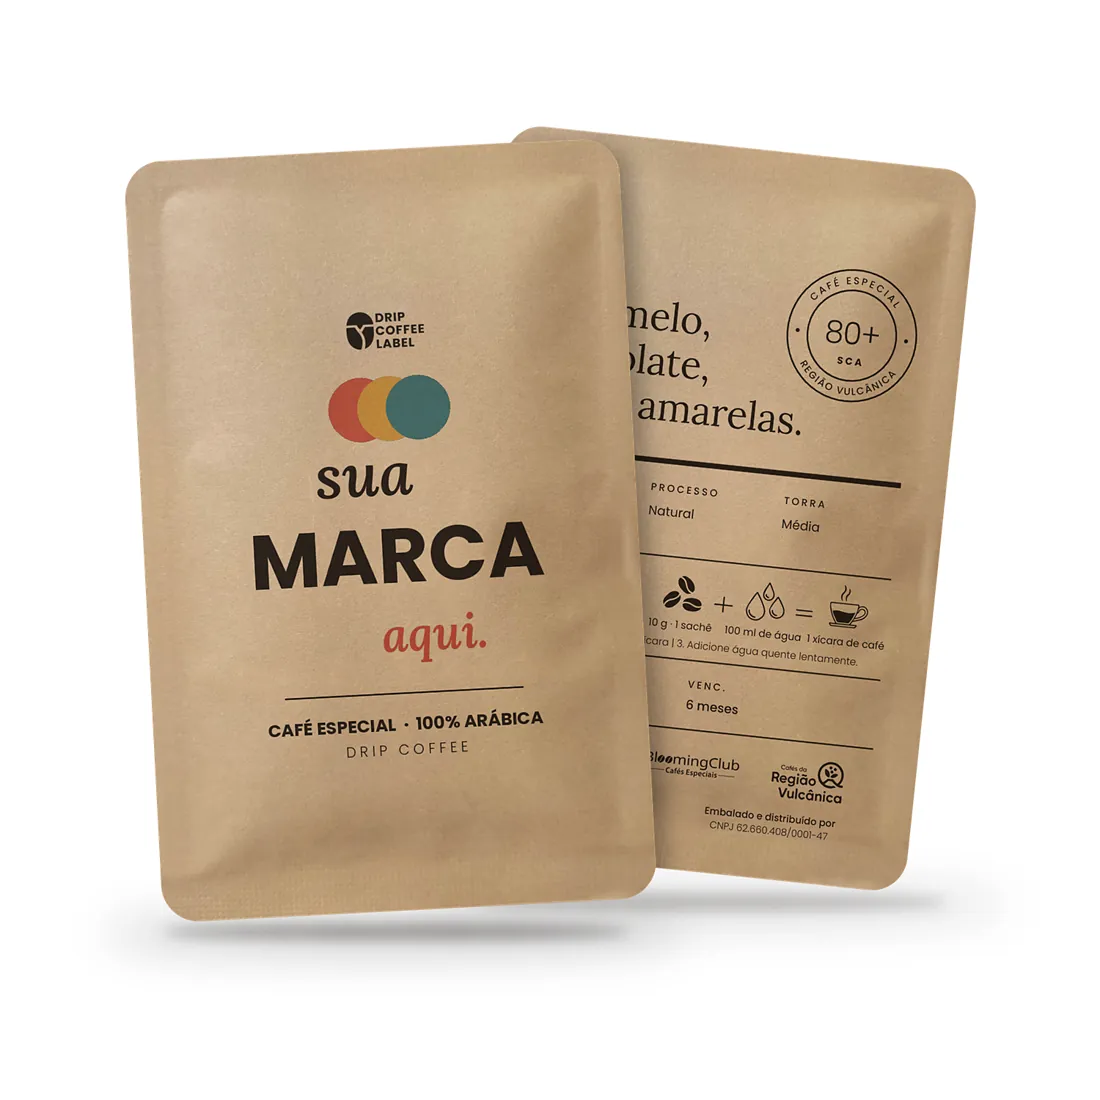 DRIP
COFFEE
LABEL
sua
MARCA
aqui.
CAFÉ ESPECIAL · 100% ARÁBICA
DRIP COFFEE
melo,
olate,
amarelas.
CAFÉ ESPECIAL
80+
SCA
REGIÃO VULCÂNICA
PROCESSO
Natural
TORRA
Média
10 g · 1 sachê + 100 ml de água = 1 xícara de café
ícara | 3. Adicione água quente lentamente.
VENC.
6 meses
BloomingClub
Cafés Especiais
Cafés da
Região
Vulcânica
Embalado e distribuído por
CNPJ 62.660.408/0001-47